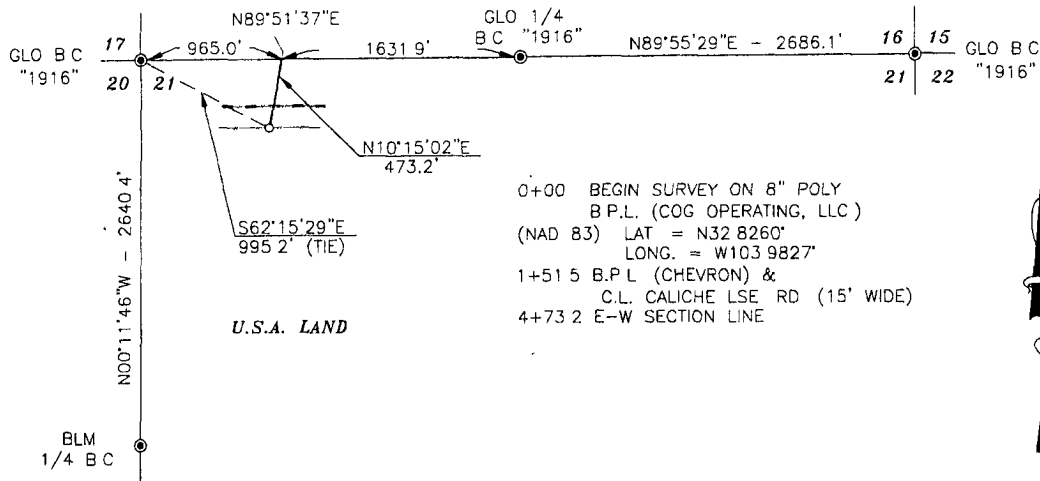 N89°51'37"E
GLO 1/4
B C "1916"
965.0'
1631 9'
N89°55'29"E - 2686.1'
GLO B C
"1916"
17
20 21
16 15
21 22
GLO B C
"1916"
N10°15'02"E
473.2'
S62°15'29"E
995 2' (TIE)
N00°11'46"W - 2640 4'
U.S.A. LAND
0+00 BEGIN SURVEY ON 8" POLY
B P.L. (COG OPERATING, LLC )
(NAD 83) LAT = N32 8260°
LONG. = W103 9827°
1+51 5 B.P L (CHEVRON) &
C.L. CALICHE LSE RD (15' WIDE)
4+73 2 E-W SECTION LINE
BLM
1/4 B C